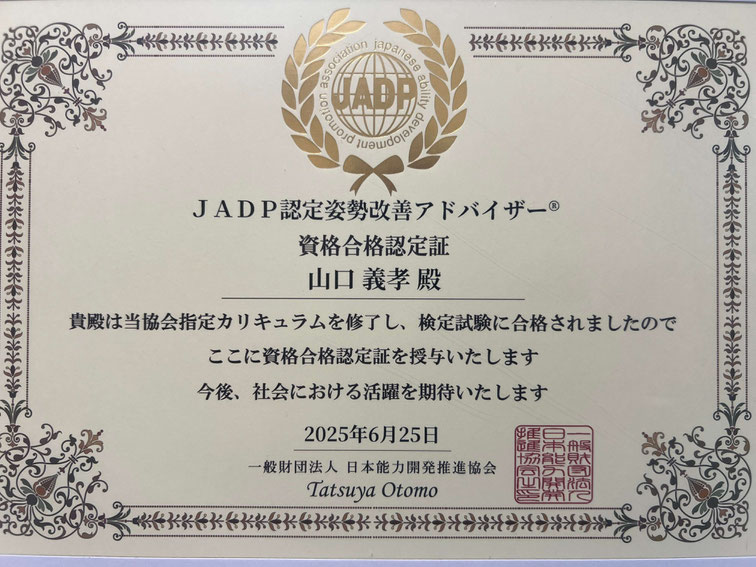 japanese ability development promotion association
JADP
JADP認定姿勢改善アドバイザー®
資格合格認定証
山口 義孝 殿
貴殿は当協会指定カリキュラムを修了し、検定試験に合格されましたので
ここに資格合格認定証を授与いたします
今後、社会における活躍を期待いたします
2025年6月25日
一般財団法人 日本能力開発推進協会
Tatsuya Otomo